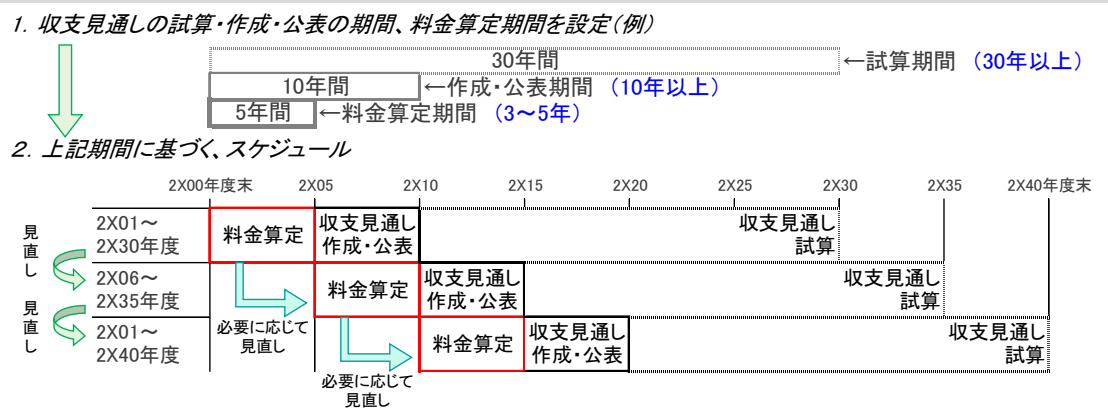 1. 収支見通しの試算・作成・公表の期間、料金算定期間を設定(例)
30年間
←試算期間 (30年以上)
10年間
←作成・公表期間 (10年以上)
5年間
←料金算定期間 (3～5年)
2. 上記期間に基づく、スケジュール
2X00年度末 2X05 2X10 2X15 2X20 2X25 2X30 2X35 2X40年度末
見直し
見直し
2X01～
2X30年度
料金算定
収支見通し
作成・公表
収支見通し
試算
2X06～
2X35年度
料金算定
収支見通し
作成・公表
収支見通し
試算
必要に応じて
見直し
2X01～
2X40年度
料金算定
収支見通し
作成・公表
収支見通し
試算
必要に応じて
見直し